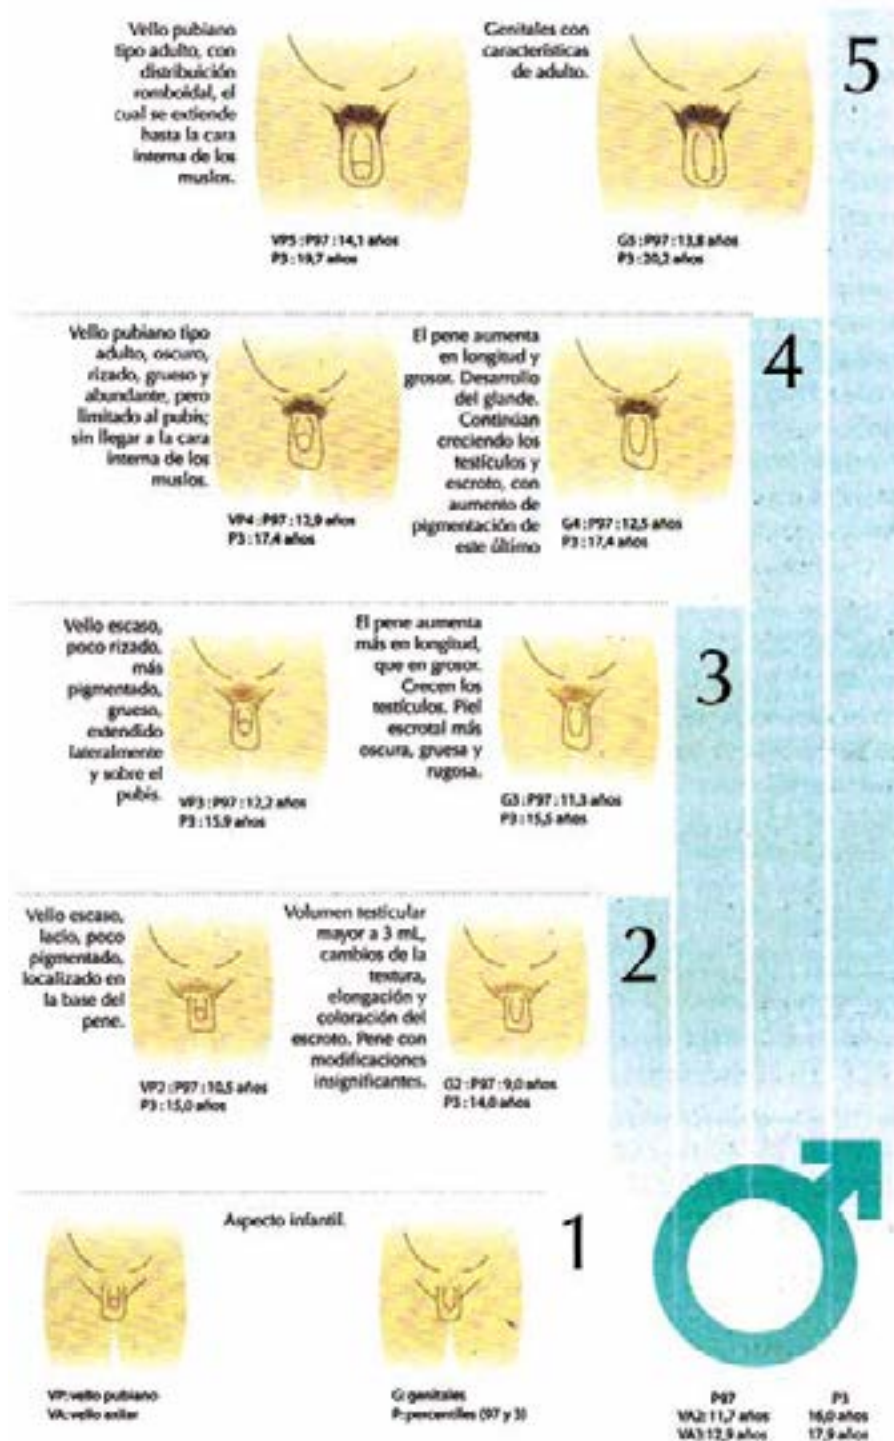 Vello pubiano
tipo adulto, con
distribuición
romboidal, el
cual se extiende
hasta la cara
interna de los
muslos.
VP5 : P97 : 14,1 años
P3 : 19,7 años
Genitales con
características
de adulto.
G5 : P97 : 13,8 años
P3 : 20,2 años
5
Vello pubiano tipo
adulto, oscuro,
rizado, grueso y
abundante, pero
limitado al pubis;
sin llegar a la cara
interna de los
muslos.
VP4 : P97 : 12,9 años
P3 : 17,4 años
El pene aumenta
en longitud y
grosor. Desarrollo
del glande.
Continúan
creciendo los
testículos y
escroto, con
aumento de
pigmentación de
este último
G4 : P97 : 12,5 años
P3 : 17,4 años
4
Vello escaso,
poco rizado,
más
pigmentado,
grueso,
extendido
lateralmente
y sobre el
pubis.
VP3 : P97 : 12,2 años
P3 : 15,9 años
El pene aumenta
más en longitud,
que en grosor.
Crecen los
testículos. Piel
escrotal más
oscura, gruesa y
rugosa.
G3 : P97 : 11,3 años
P3 : 15,5 años
3
Vello escaso,
lacio, poco
pigmentado,
localizado en
la base del
pene.
VP2 : P97 : 10,5 años
P3 : 15,0 años
Volumen testicular
mayor a 3 mL,
cambios de la
textura,
elongación y
coloración del
escroto. Pene con
modificaciones
insignificantes.
G2 : P97 : 9,0 años
P3 : 14,0 años
2
Aspecto infantil.
1
VP: vello pubiano
VA: vello axilar
G: genitales
P: percentilles (97 y 3)
P97 P3
VA2: 11,7 años 16,0 años
VA3: 12,9 años 17,9 años